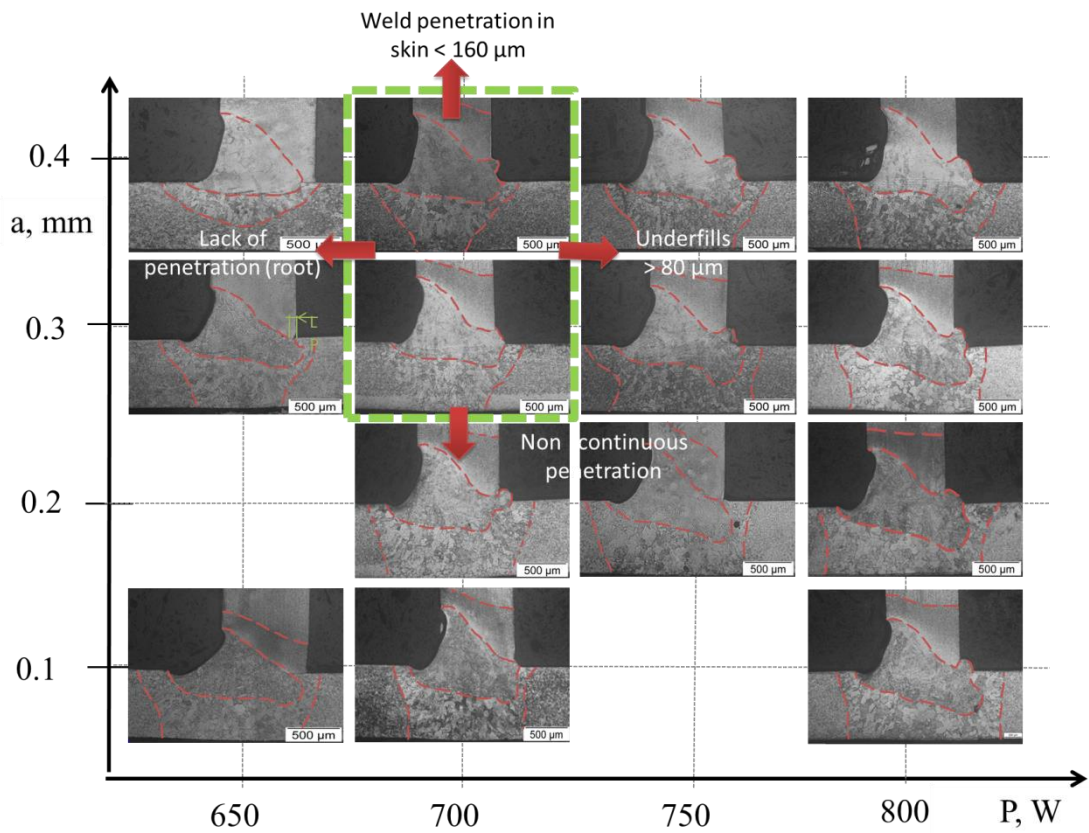 Weld penetration in
skin < 160 µm
0.4
a, mm
500 µm
500 µm
500 µm
500 µm
Lack of
penetration (root)
Underfills
> 80 µm
0.3
500 µm
500 µm
500 µm
500 µm
Non - continuous
penetration
0.2
500 µm
500 µm
500 µm
0.1
500 µm
500 µm
650
700
750
800
P, W